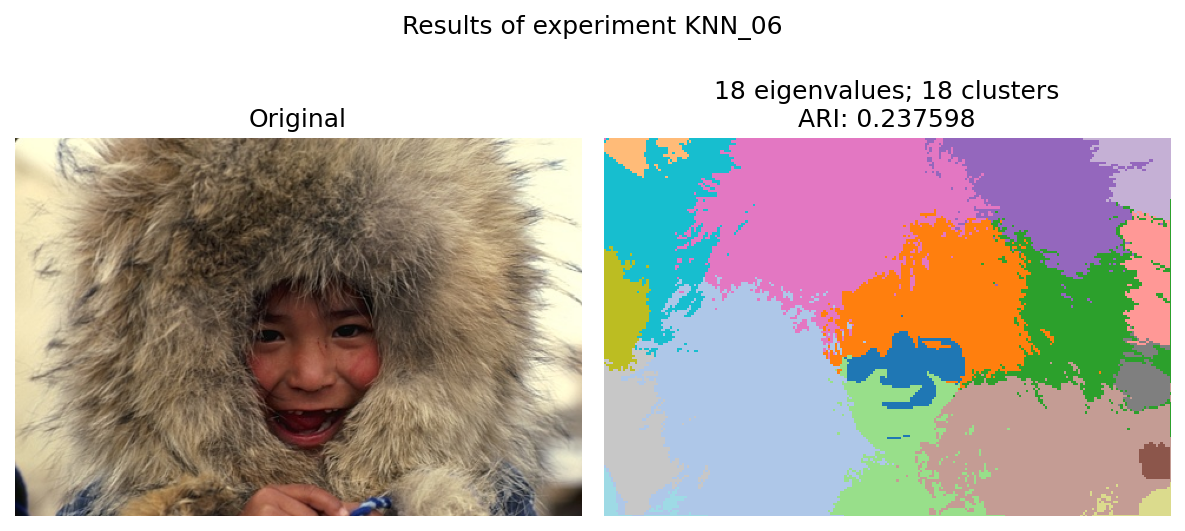 Results of experiment KNN_06
Original
18 eigenvalues; 18 clusters
ARI: 0.237598